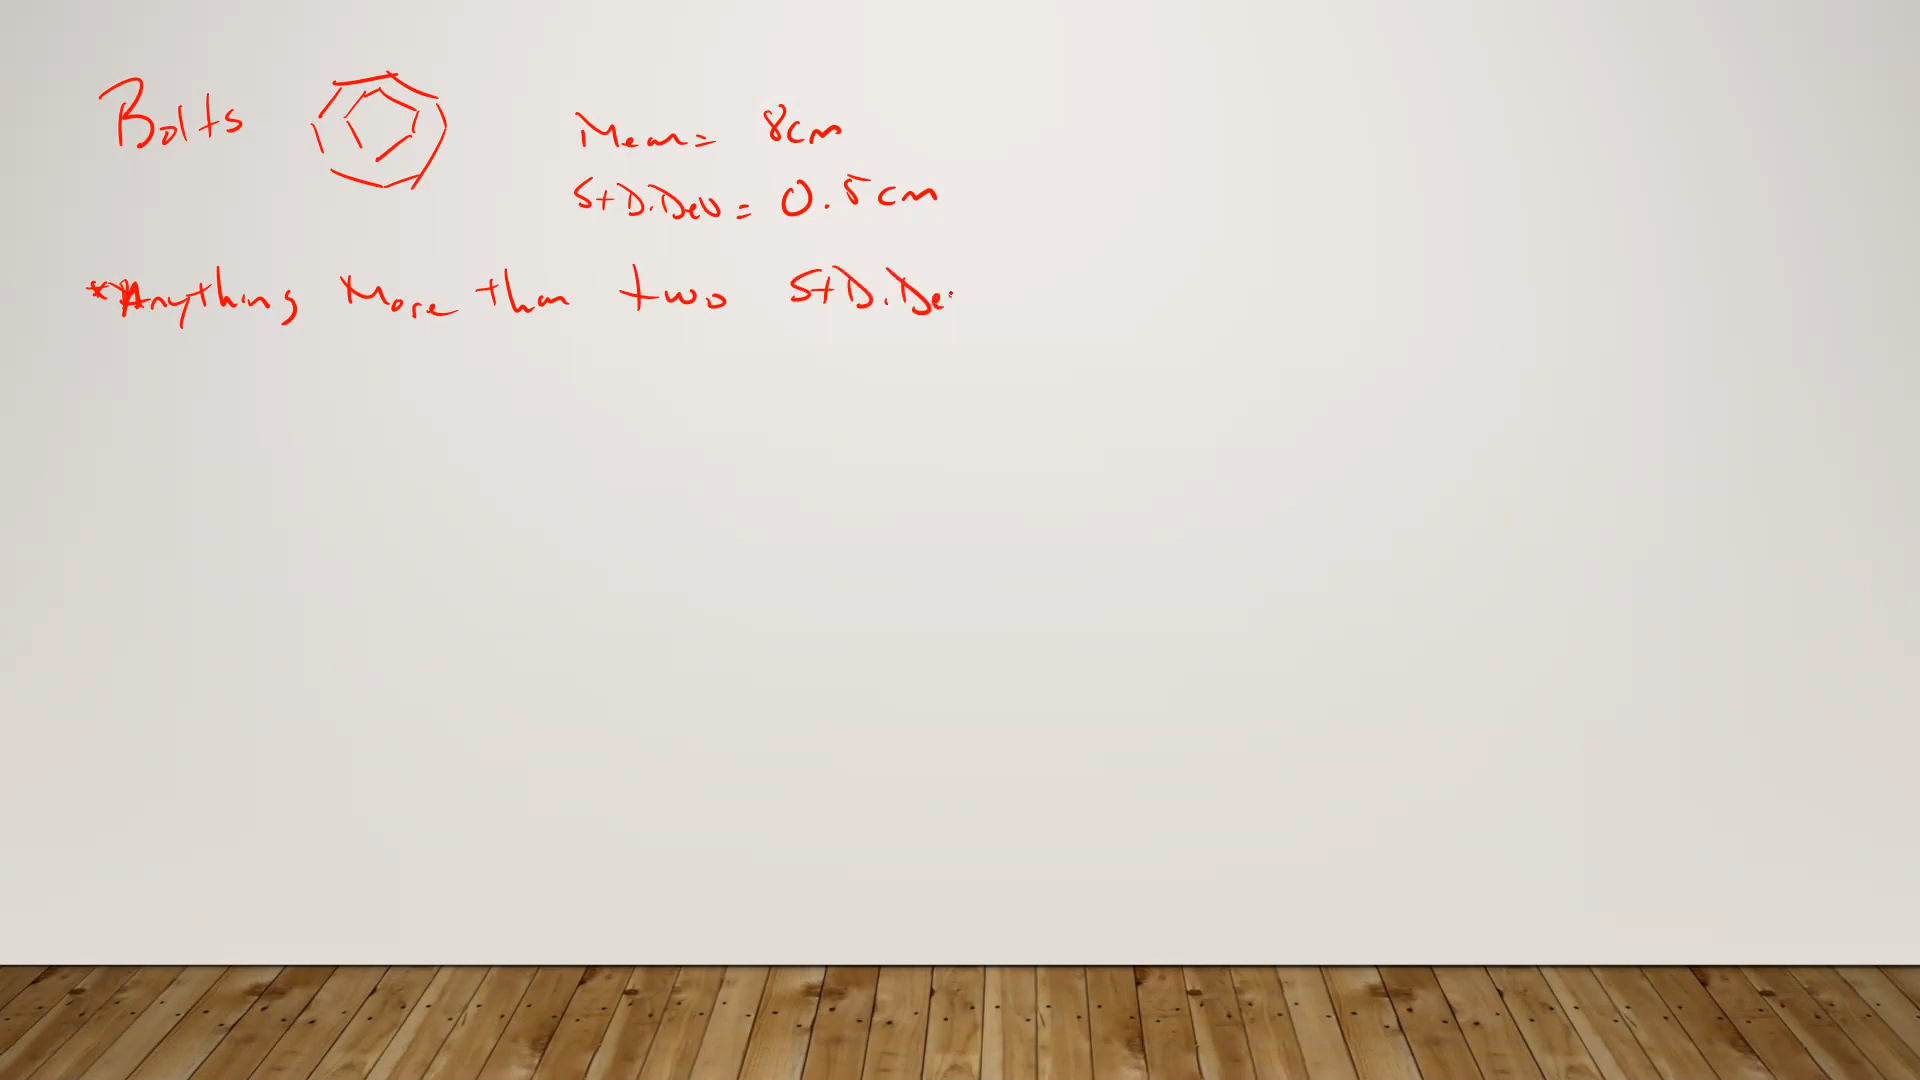 Bolts
Mean = 8cm
StD.Dev = 0.5cm
*Anything More than two StD.De